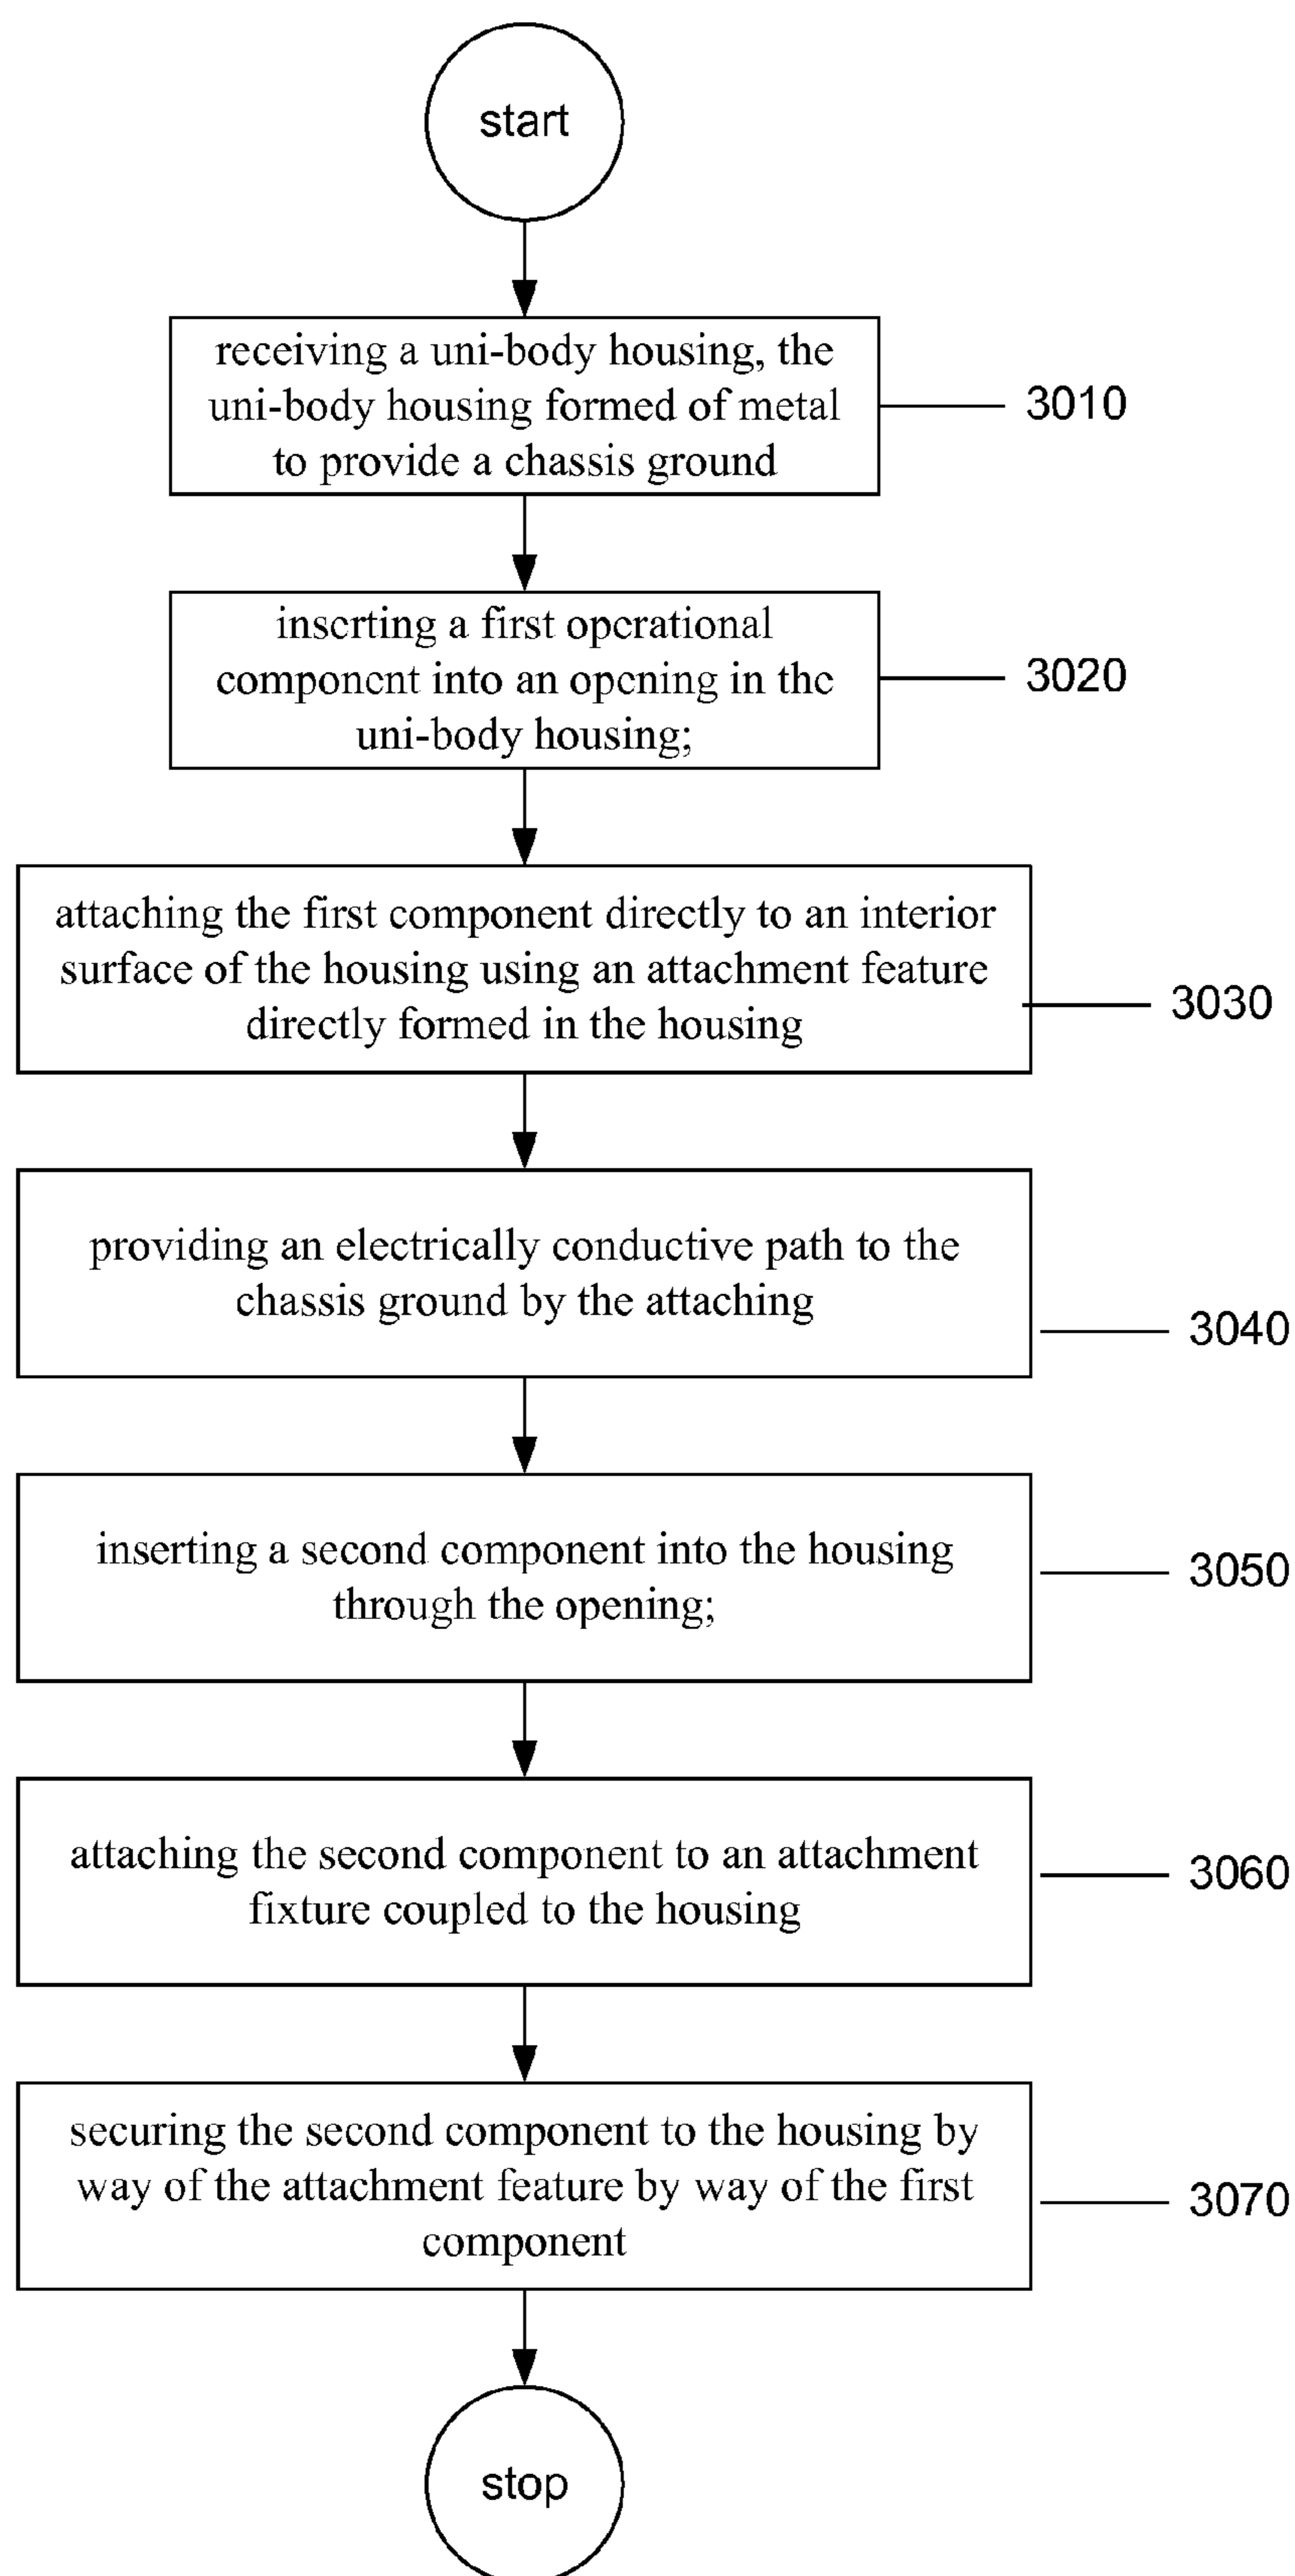 start
receiving a uni-body housing, the
uni-body housing formed of metal
to provide a chassis ground
3010
inserting a first operational
component into an opening in the
uni-body housing;
3020
attaching the first component directly to an interior
surface of the housing using an attachment feature
directly formed in the housing
3030
providing an electrically conductive path to the
chassis ground by the attaching
3040
inserting a second component into the housing
through the opening;
3050
attaching the second component to an attachment
fixture coupled to the housing
3060
securing the second component to the housing by
way of the attachment feature by way of the first
component
3070
stop